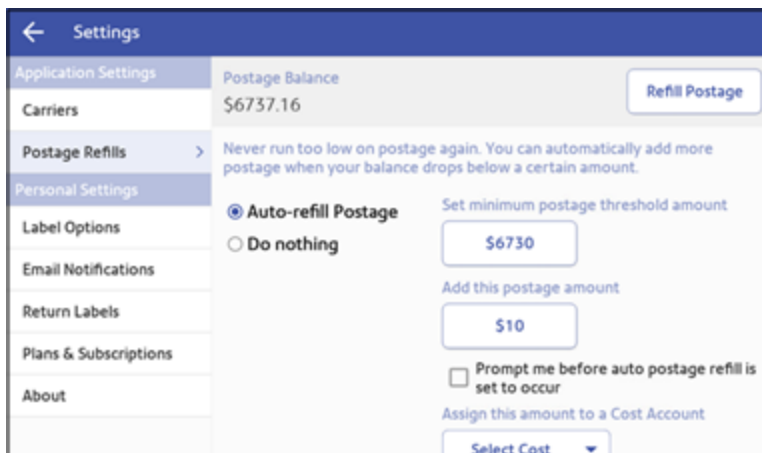 Settings
Application Settings
Carriers
Postage Refills
Personal Settings
Label Options
Email Notifications
Return Labels
Plans & Subscriptions
About
Postage Balance
$6737.16
Refill Postage
Never run too low on postage again. You can automatically add more
postage when your balance drops below a certain amount.
Auto-refill Postage
Do nothing
Set minimum postage threshold amount
$6730
Add this postage amount
$10
Prompt me before auto postage refill is
set to occur
Assign this amount to a Cost Account
Select Cost